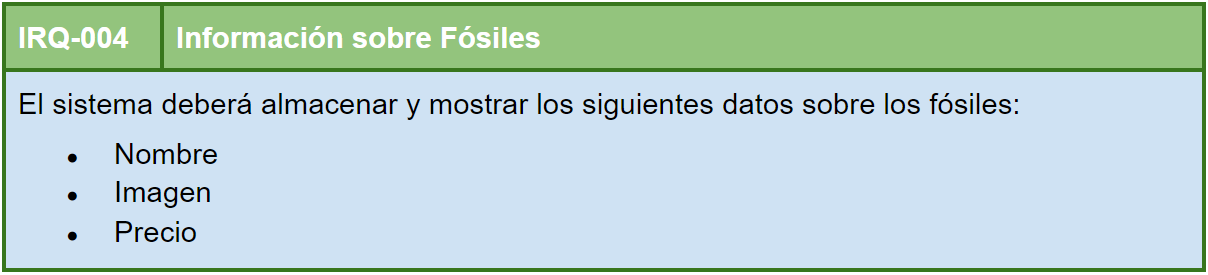 IRQ-004 Información sobre Fósiles
El sistema deberá almacenar y mostrar los siguientes datos sobre los fósiles:
● Nombre
● Imagen
● Precio